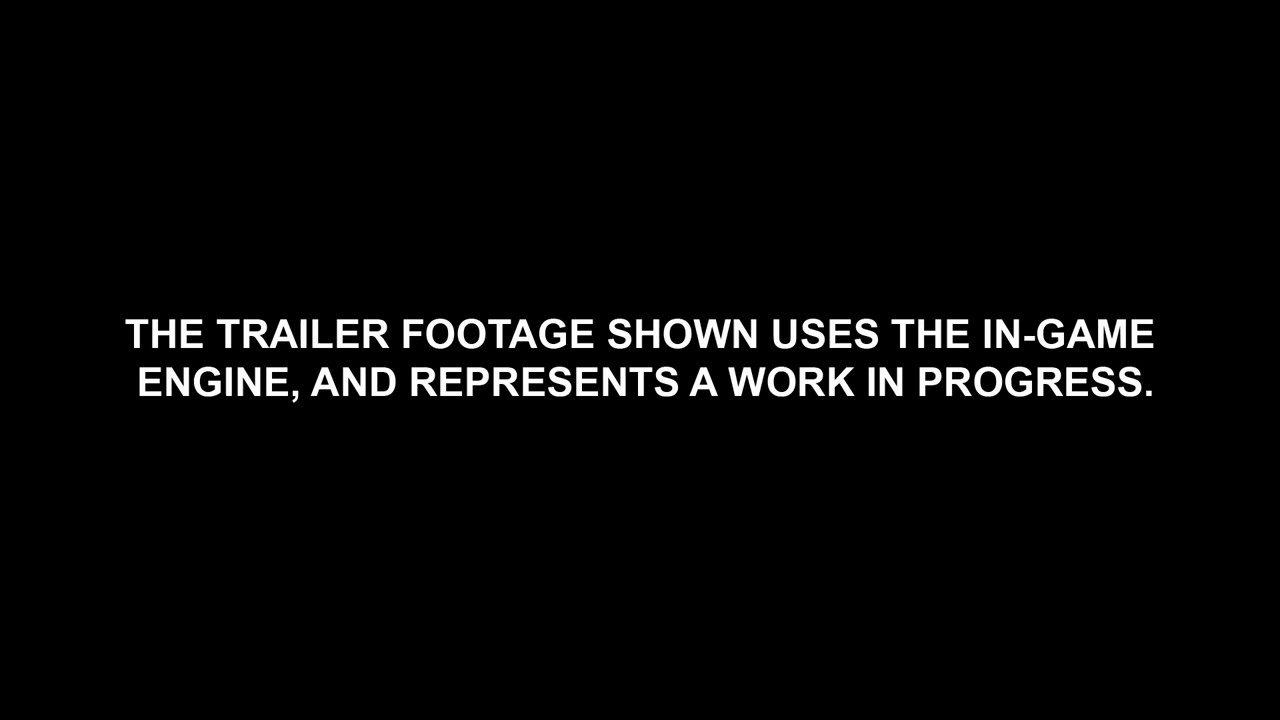 THE TRAILER FOOTAGE SHOWN USES THE IN-GAME
ENGINE, AND REPRESENTS A WORK IN PROGRESS.